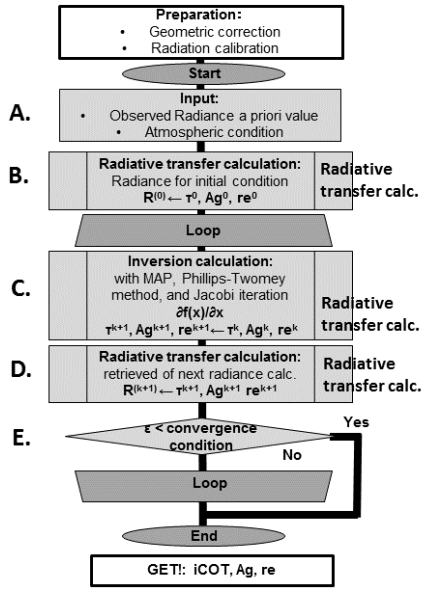 Preparation:
• Geometric correction
• Radiation calibration
Start
A.
Input:
• Observed Radiance a priori value
• Atmospheric condition
B.
Radiative transfer calculation:
Radiance for initial condition
R⁽⁰⁾ ← τ⁰, Ag⁰, re⁰
Radiative
transfer calc.
Loop
C.
Inversion calculation:
with MAP, Phillips-Twomey
method, and Jacobi iteration
∂f(x)/∂x
τᵏ⁺¹, Agᵏ⁺¹, reᵏ⁺¹ ← τᵏ, Agᵏ, reᵏ
Radiative
transfer calc.
D.
Radiative transfer calculation:
retrieved of next radiance calc.
R⁽ᵏ⁺¹⁾ ← τᵏ⁺¹, Agᵏ⁺¹ reᵏ⁺¹
Radiative
transfer calc.
E.
ε < convergence
condition
Yes
No
Loop
End
GET!: iCOT, Ag, re